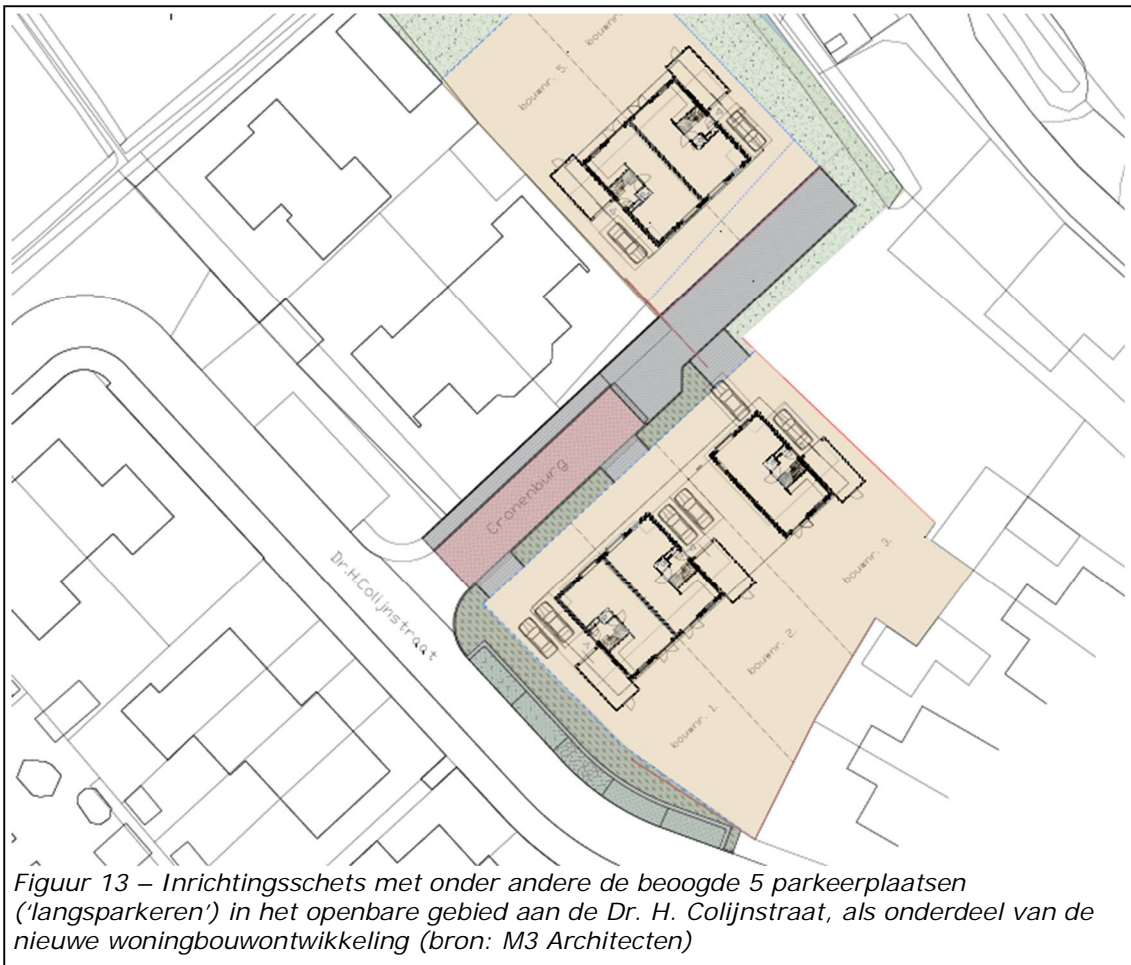 bouwnr.
bouwnr. 5.
Cronenburg
Dr.H.Colijnstraat
bouwnr. 3.
bouwnr. 2.
bouwnr. 1.
Figuur 13 – Inrichtingsschets met onder andere de beoogde 5 parkeerplaatsen
(‘langsparkeren’) in het openbare gebied aan de Dr. H. Colijnstraat, als onderdeel van de
nieuwe woningbouwontwikkeling (bron: M3 Architecten)